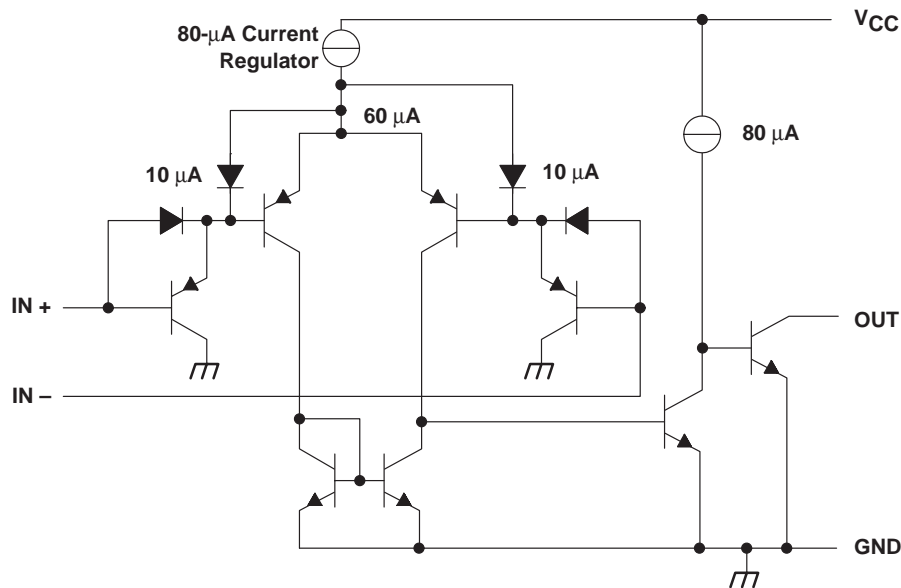 80-μA Current
Regulator
VCC
60 μA
80 μA
10 μA
10 μA
IN +
OUT
IN –
GND